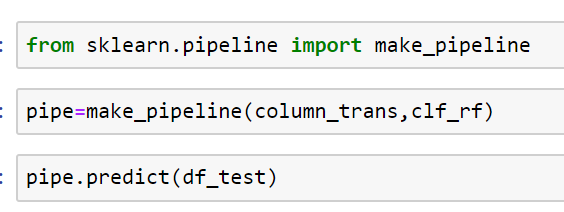 : from sklearn.pipeline import make_pipeline
: pipe=make_pipeline(column_trans,clf_rf)
: pipe.predict(df_test)